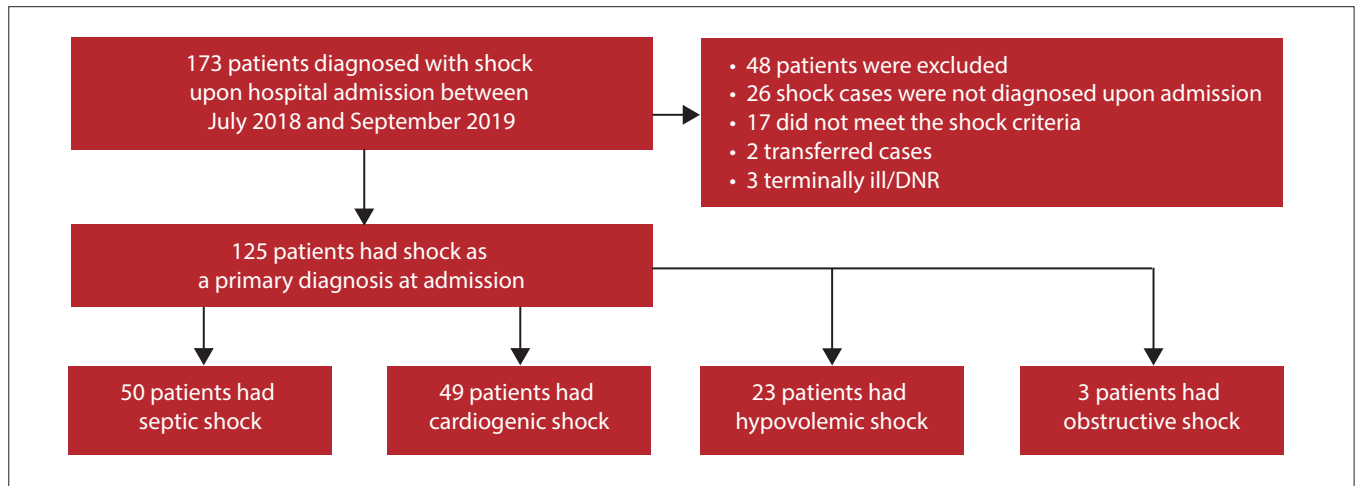 173 patients diagnosed with shock
upon hospital admission between
July 2018 and September 2019
• 48 patients were excluded
• 26 shock cases were not diagnosed upon admission
• 17 did not meet the shock criteria
• 2 transferred cases
• 3 terminally ill/DNR
125 patients had shock as
a primary diagnosis at admission
50 patients had
septic shock
49 patients had
cardiogenic shock
23 patients had
hypovolemic shock
3 patients had
obstructive shock